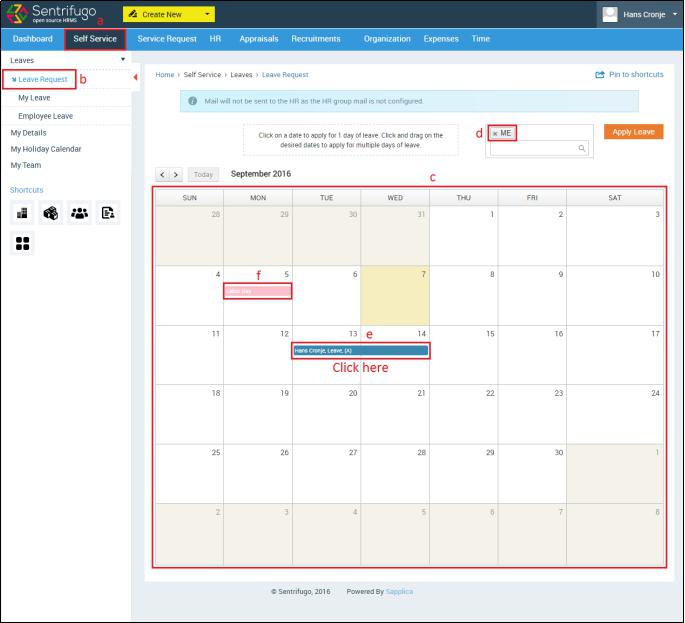 Sentrifugo
open source HRMS
a
Create New
Hans Cronje
Dashboard Self Service Service Request HR Appraisals Recruitments Organization Expenses Time
Leaves
Leave Request b
My Leave
Employee Leave
My Details
My Holiday Calendar
My Team
Shortcuts
Home › Self Service › Leaves › Leave Request
Pin to shortcuts
Mail will not be sent to the HR as the HR group mail is not configured.
Click on a date to apply for 1 day of leave. Click and drag on the
desired dates to apply for multiple days of leave.
d × ME
Apply Leave
< > Today September 2016
c
SUN MON TUE WED THU FRI SAT
28 29 30 31 1 2 3
4 f 5 6 7 8 9 10
Labor Day
11 12 13 e 14 15 16 17
Hans Cronje, Leave, (A)
Click here
18 19 20 21 22 23 24
25 26 27 28 29 30 1
2 3 4 5 6 7 8
© Sentrifugo, 2016 Powered By Sapplica